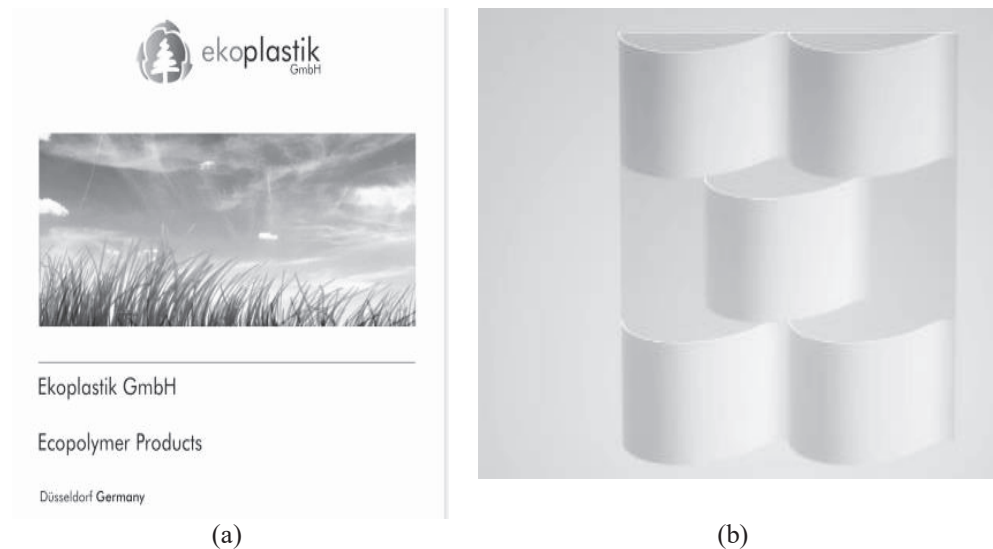 ekoplastik
GmbH
Ekoplastik GmbH
Ecopolymer Products
Düsseldorf Germany
(a)
(b)